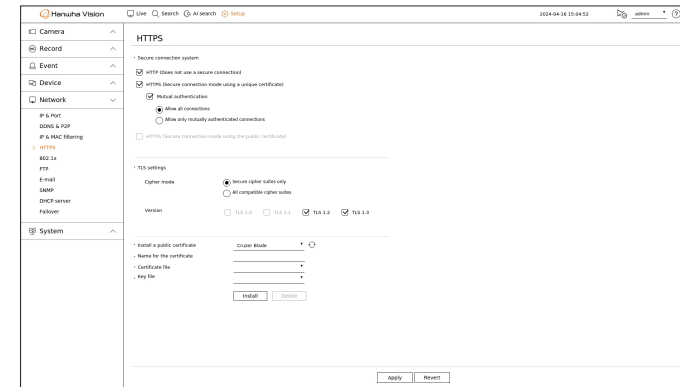 Hanwha Vision
Live Search AI search Setup
2024-04-16 15:04:52
admin
Camera
Record
Event
Device
Network
IP & Port
DDNS & P2P
IP & MAC filtering
HTTPS
802.1x
FTP
E-mail
SNMP
DHCP server
Failover
System
HTTPS
Secure connection system
HTTP (Does not use a secure connection)
HTTPS (Secure connection mode using a unique certificate)
Mutual authentication
Allow all connections
Allow only mutually authenticated connections
HTTPS (Secure connection mode using the public certificate)
TLS settings
Cipher mode
Secure cipher suites only
All compatible cipher suites
Version
TLS 1.0 TLS 1.1 TLS 1.2 TLS 1.3
Install a public certificate Cruzer Blade
Name for the certificate
Certificate file
Key file
Install Delete
Apply Revert